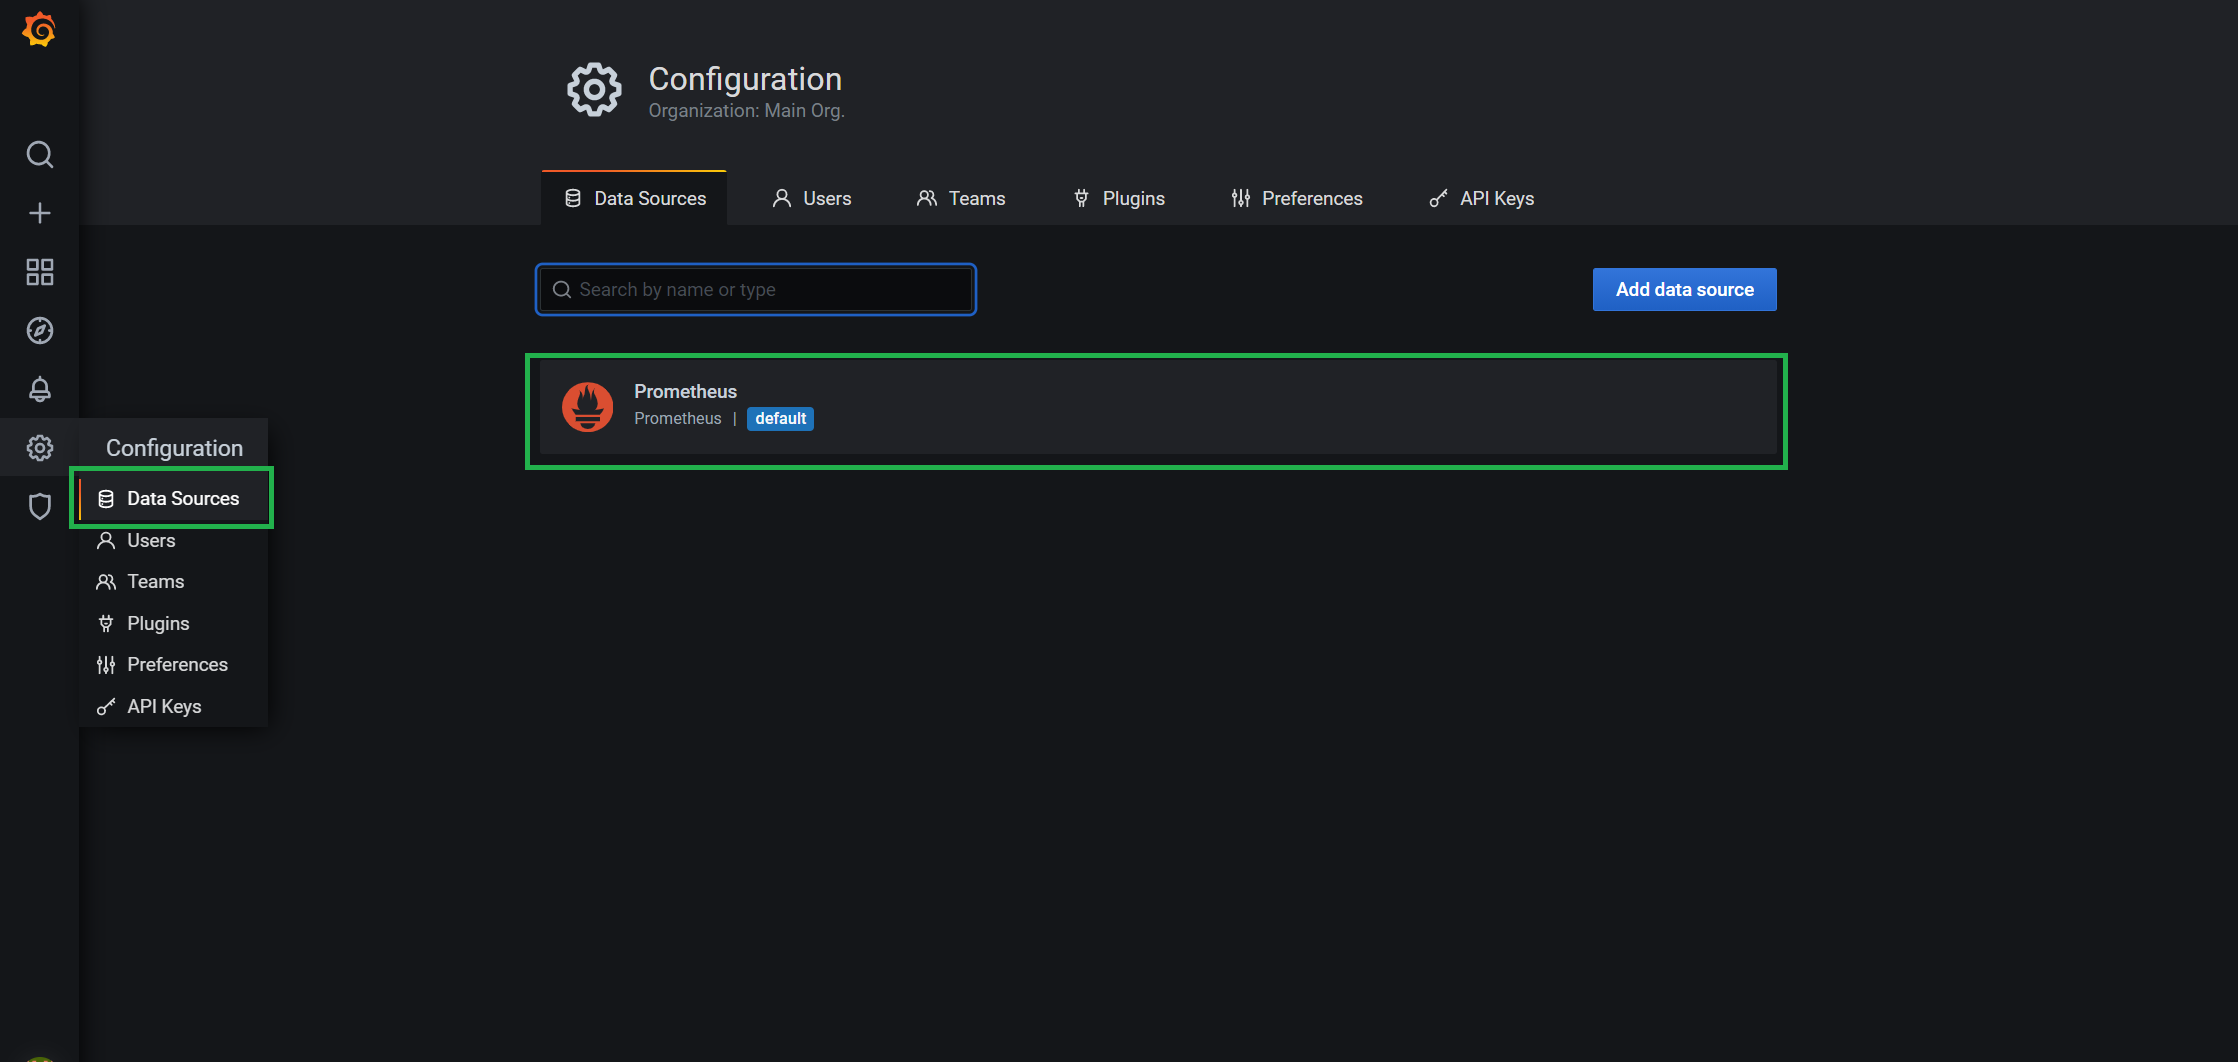 Configuration
Organization: Main Org.
Data Sources
Users
Teams
Plugins
Preferences
API Keys
Search by name or type
Add data source
Prometheus
Prometheus | default
Configuration
Data Sources
Users
Teams
Plugins
Preferences
API Keys